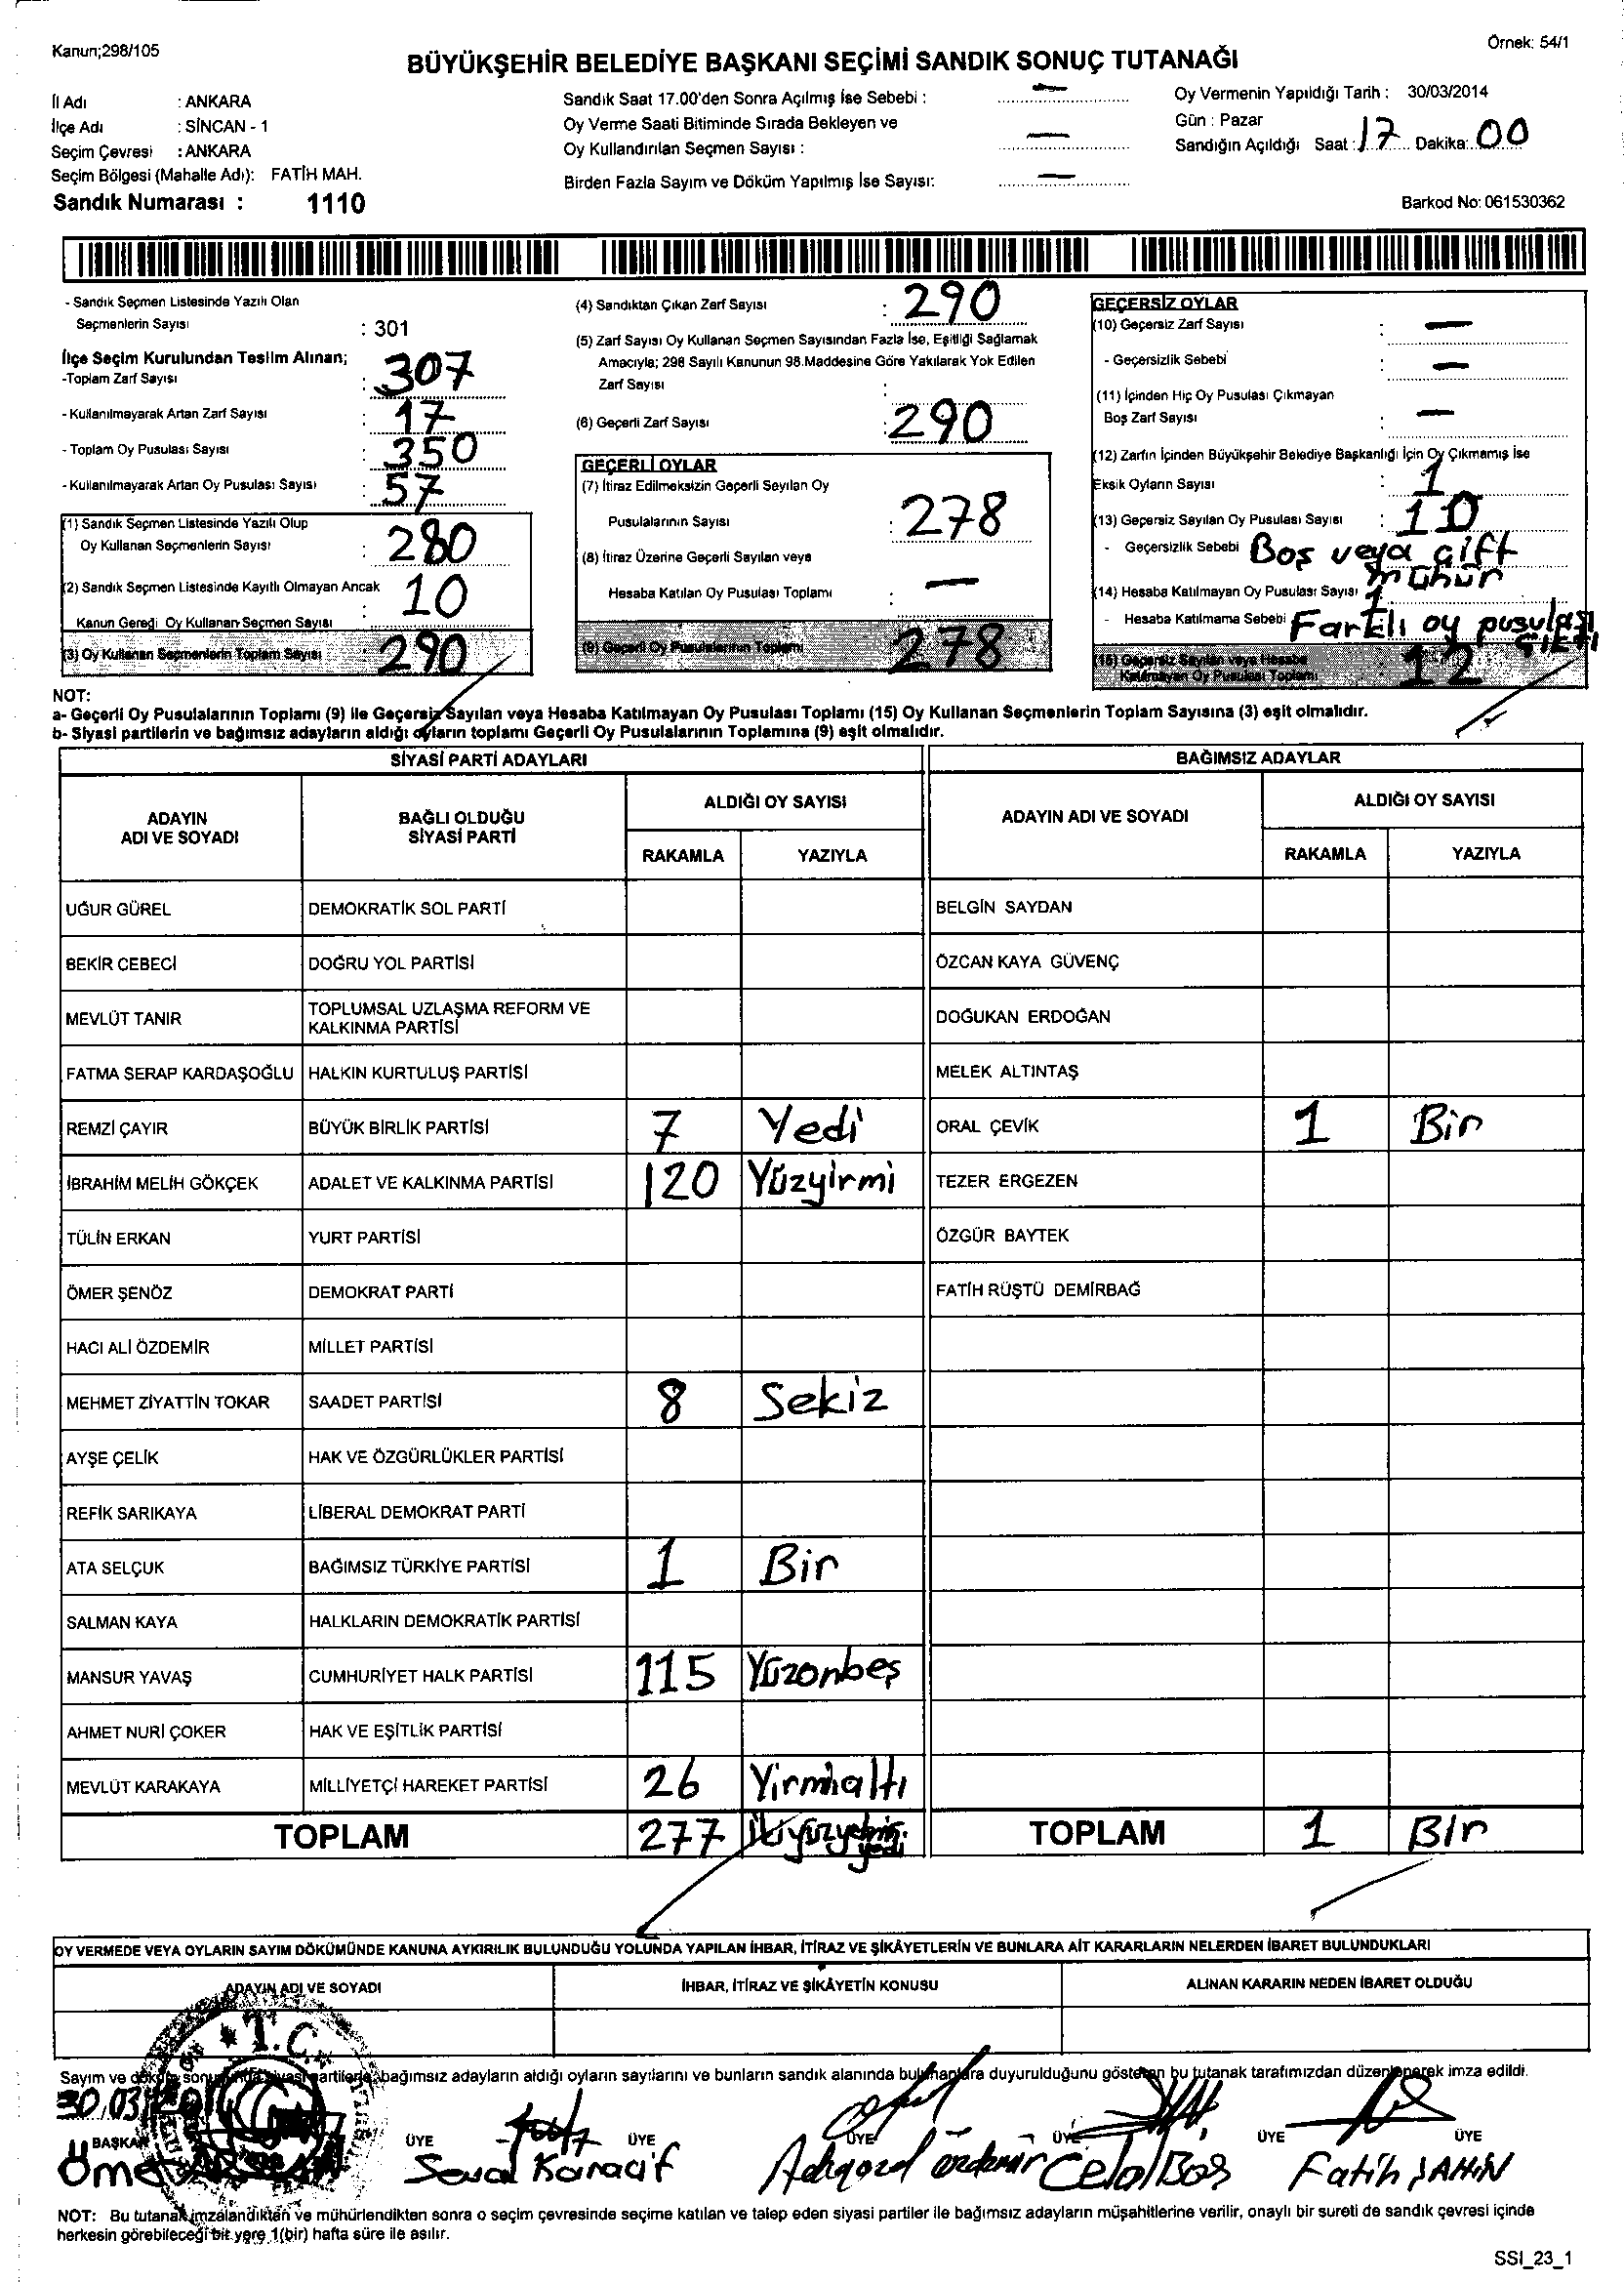 Kanun;298/105
Örnek: 54/1
BÜYÜKŞEHİR BELEDİYE BAŞKANI SEÇİMİ SANDIK SONUÇ TUTANAĞI
İl Adı : ANKARA
İlçe Adı : SİNCAN - 1
Seçim Çevresi : ANKARA
Seçim Bölgesi (Mahalle Adı): FATİH MAH.
Sandık Numarası : 1110
Sandık Saat 17.00'den Sonra Açılmış İse Sebebi : —
Oy Verme Saati Bitiminde Sırada Bekleyen ve
Oy Kullandırılan Seçmen Sayısı : —
Birden Fazla Sayım ve Döküm Yapılmış İse Sayısı: —
Oy Vermenin Yapıldığı Tarih : 30/03/2014
Gün : Pazar
Sandığın Açıldığı Saat : 17 Dakika: 00
Barkod No: 061530362
- Sandık Seçmen Listesinde Yazılı Olan
Seçmenlerin Sayısı : 301
İlçe Seçim Kurulundan Teslim Alınan;
-Toplam Zarf Sayısı : 307
- Kullanılmayarak Artan Zarf Sayısı : 17
- Toplam Oy Pusulası Sayısı : 350
- Kullanılmayarak Artan Oy Pusulası Sayısı : 57
(1) Sandık Seçmen Listesinde Yazılı Olup
Oy Kullanan Seçmenlerin Sayısı : 280
(2) Sandık Seçmen Listesinde Kayıtlı Olmayan Ancak
Kanun Gereği Oy Kullanan Seçmen Sayısı : 10
(3) Oy Kullanan Seçmenlerin Toplam Sayısı : 290
(4) Sandıktan Çıkan Zarf Sayısı : 290
(5) Zarf Sayısı Oy Kullanan Seçmen Sayısından Fazla İse, Eşitliği Sağlamak
Amacıyla; 298 Sayılı Kanunun 98.Maddesine Göre Yakılarak Yok Edilen
Zarf Sayısı :
(6) Geçerli Zarf Sayısı : 290
GEÇERLİ OYLAR
(7) İtiraz Edilmeksizin Geçerli Sayılan Oy
Pusulalarının Sayısı : 278
(8) İtiraz Üzerine Geçerli Sayılan veya
Hesaba Katılan Oy Pusulası Toplamı : —
(9) Geçerli Oy Pusulalarının Toplamı 278
GEÇERSİZ OYLAR
(10) Geçersiz Zarf Sayısı : —
- Geçersizlik Sebebi : —
(11) İçinden Hiç Oy Pusulası Çıkmayan
Boş Zarf Sayısı : —
(12) Zarfın İçinden Büyükşehir Belediye Başkanlığı İçin Oy Çıkmamış İse
Eksik Oyların Sayısı : 1
(13) Geçersiz Sayılan Oy Pusulası Sayısı : 10
- Geçersizlik Sebebi Boş veya çift
mühür
(14) Hesaba Katılmayan Oy Pusulası Sayısı : 1
- Hesaba Katılmama Sebebi Farklı oy pusulası
ÇIKTI
(15) Geçersiz Sayılan veya Hesaba
Katılmayan Oy Pusulası Toplamı 12
NOT:
a- Geçerli Oy Pusulalarının Toplamı (9) ile Geçersiz Sayılan veya Hesaba Katılmayan Oy Pusulası Toplamı (15) Oy Kullanan Seçmenlerin Toplam Sayısına (3) eşit olmalıdır.
b- Siyasi partilerin ve bağımsız adayların aldığı oyların toplamı Geçerli Oy Pusulalarının Toplamına (9) eşit olmalıdır.
SİYASİ PARTİ ADAYLARI BAĞIMSIZ ADAYLAR
ADAYIN ADI VE SOYADI BAĞLI OLDUĞU SİYASİ PARTİ ALDIĞI OY SAYISI ADAYIN ADI VE SOYADI ALDIĞI OY SAYISI
RAKAMLA YAZIYLA RAKAMLA YAZIYLA
UĞUR GÜREL DEMOKRATİK SOL PARTİ BELGİN SAYDAN
BEKİR CEBECİ DOĞRU YOL PARTİSİ ÖZCAN KAYA GÜVENÇ
MEVLÜT TANIR TOPLUMSAL UZLAŞMA REFORM VE KALKINMA PARTİSİ DOĞUKAN ERDOĞAN
FATMA SERAP KARDAŞOĞLU HALKIN KURTULUŞ PARTİSİ MELEK ALTINTAŞ
REMZİ ÇAYIR BÜYÜK BİRLİK PARTİSİ 7 Yedi ORAL ÇEVİK 1 Bir
İBRAHİM MELİH GÖKÇEK ADALET VE KALKINMA PARTİSİ 120 Yüzyirmi TEZER ERGEZEN
TÜLİN ERKAN YURT PARTİSİ ÖZGÜR BAYTEK
ÖMER ŞENÖZ DEMOKRAT PARTİ FATİH RÜŞTÜ DEMİRBAĞ
HACI ALİ ÖZDEMİR MİLLET PARTİSİ
MEHMET ZİYATTİN TOKAR SAADET PARTİSİ 8 Sekiz
AYŞE ÇELİK HAK VE ÖZGÜRLÜKLER PARTİSİ
REFİK SARIKAYA LİBERAL DEMOKRAT PARTİ
ATA SELÇUK BAĞIMSIZ TÜRKİYE PARTİSİ 1 Bir
SALMAN KAYA HALKLARIN DEMOKRATİK PARTİSİ
MANSUR YAVAŞ CUMHURİYET HALK PARTİSİ 115 Yüzonbeş
AHMET NURİ ÇOKER HAK VE EŞİTLİK PARTİSİ
MEVLÜT KARAKAYA MİLLİYETÇİ HAREKET PARTİSİ 26 Yirmialtı
TOPLAM 277 TOPLAM 1 Bir
OY VERMEDE VEYA OYLARIN SAYIM DÖKÜMÜNDE KANUNA AYKIRILIK BULUNDUĞU YOLUNDA YAPILAN İHBAR, İTİRAZ VE ŞİKÂYETLERİN VE BUNLARA AİT KARARLARIN NELERDEN İBARET BULUNDUKLARI
ADAYIN ADI VE SOYADI İHBAR, İTİRAZ VE ŞİKÂYETİN KONUSU ALINAN KARARIN NEDEN İBARET OLDUĞU
T.C.
Sayım ve döküm sonucunda siyasi partilerle bağımsız adayların aldığı oyların sayılarını ve bunların sandık alanında bulunanlara duyurulduğunu gösteren bu tutanak tarafımızdan düzenlenerek imza edildi.
30.03.2014
BAŞKAN ÜYE ÜYE ÜYE ÜYE ÜYE ÜYE
Ömer Karacif Özdemir Celal Baş Fatih ŞAHİN
NOT: Bu tutanak imzalandıktan ve mühürlendikten sonra o seçim çevresinde seçime katılan ve talep eden siyasi partiler ile bağımsız adayların müşahitlerine verilir, onaylı bir sureti de sandık çevresi içinde
herkesin görebileceği bir yere 1(bir) hafta süre ile asılır.
SSI_23_1